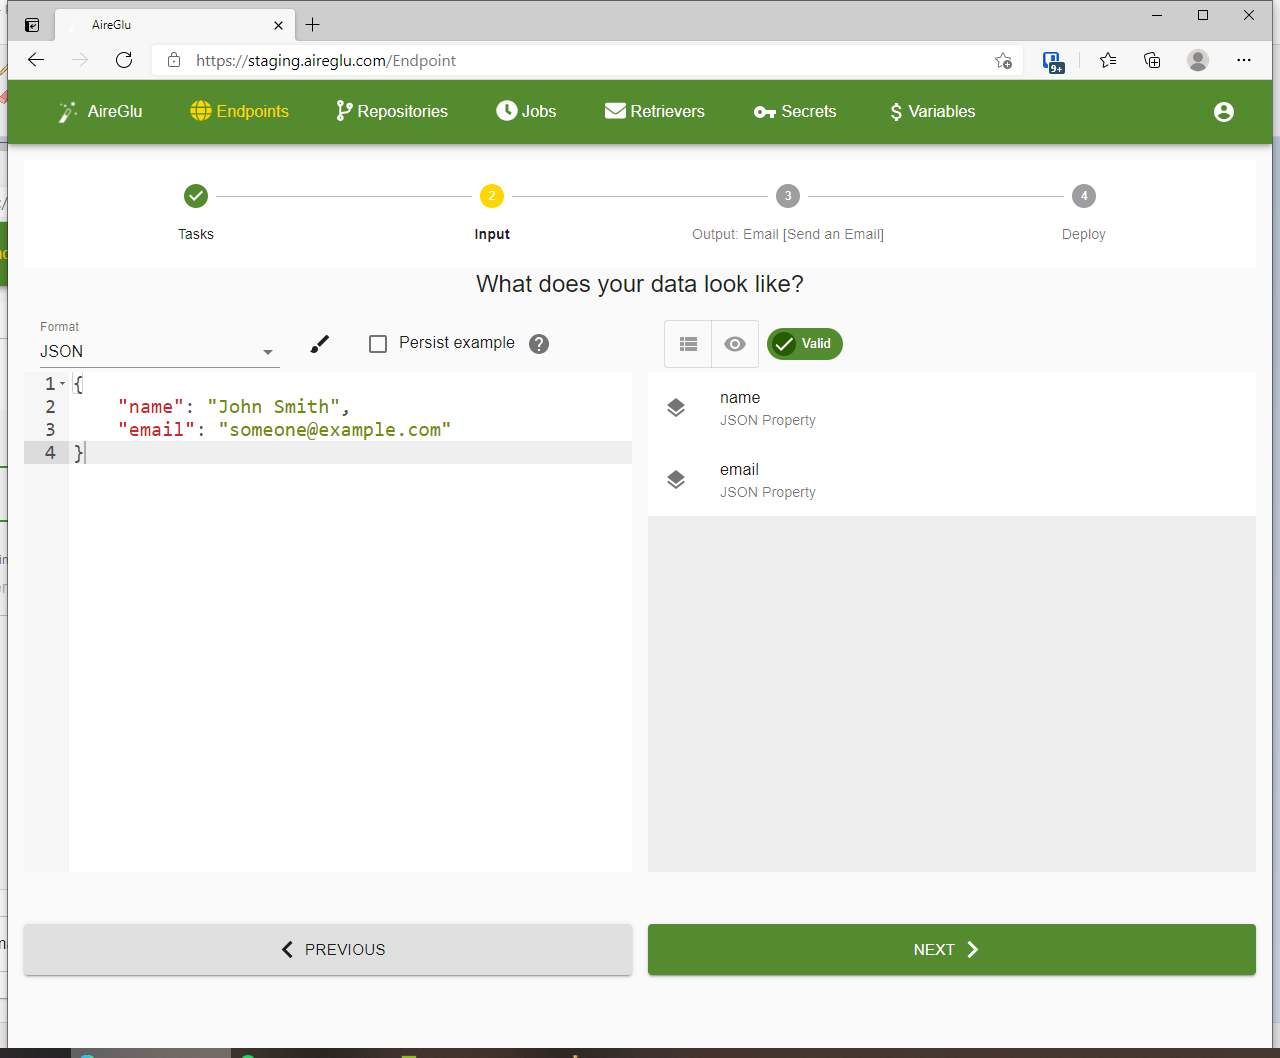 AireGlu
https://staging.aireglu.com/Endpoint
9+
AireGlu Endpoints Repositories Jobs Retrievers Secrets $ Variables
2 3 4
Tasks Input Output: Email [Send an Email] Deploy
What does your data look like?
Format
JSON
Persist example ?
Valid
1 {
2 "name": "John Smith",
3 "email": "someone@example.com"
4 }
name
JSON Property
email
JSON Property
PREVIOUS
NEXT